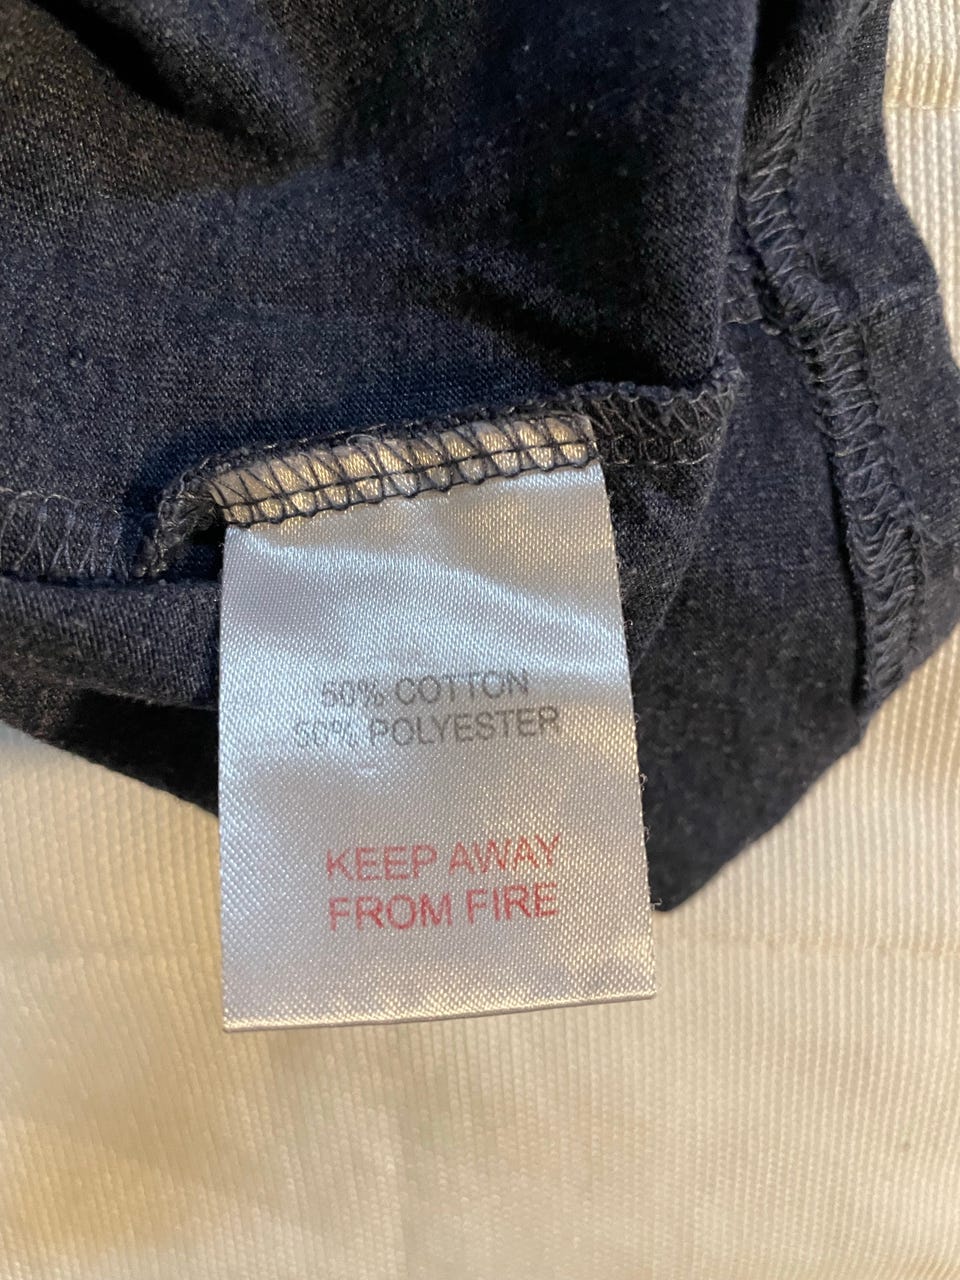 50% COTTON
50% POLYESTER
KEEP AWAY
FROM FIRE